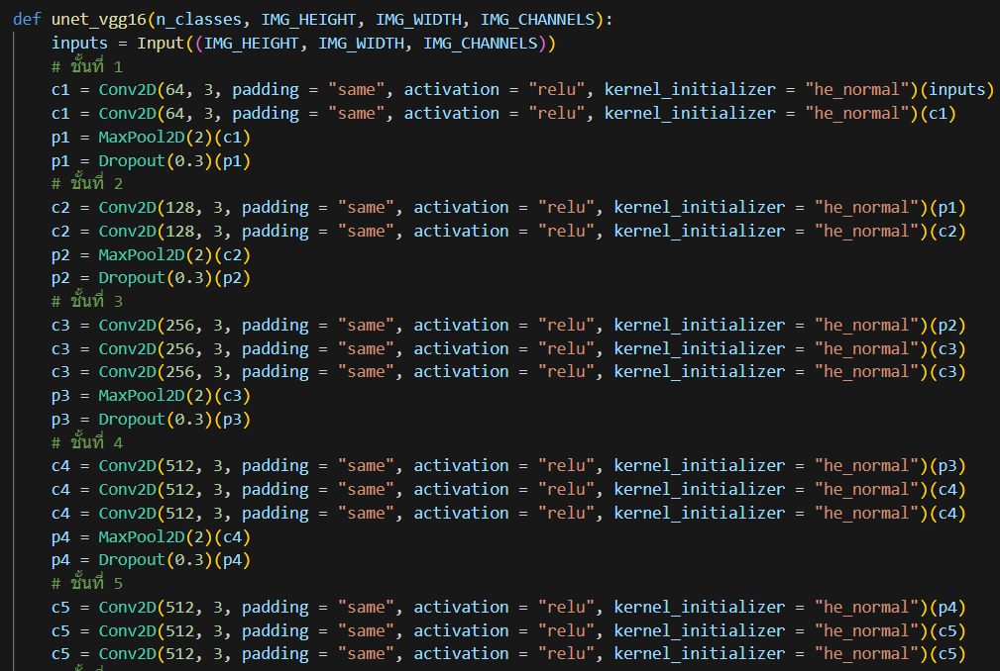 def unet_vgg16(n_classes, IMG_HEIGHT, IMG_WIDTH, IMG_CHANNELS):
    inputs = Input((IMG_HEIGHT, IMG_WIDTH, IMG_CHANNELS))
    # ชั้นที่ 1
    c1 = Conv2D(64, 3, padding = "same", activation = "relu", kernel_initializer = "he_normal")(inputs)
    c1 = Conv2D(64, 3, padding = "same", activation = "relu", kernel_initializer = "he_normal")(c1)
    p1 = MaxPool2D(2)(c1)
    p1 = Dropout(0.3)(p1)
    # ชั้นที่ 2
    c2 = Conv2D(128, 3, padding = "same", activation = "relu", kernel_initializer = "he_normal")(p1)
    c2 = Conv2D(128, 3, padding = "same", activation = "relu", kernel_initializer = "he_normal")(c2)
    p2 = MaxPool2D(2)(c2)
    p2 = Dropout(0.3)(p2)
    # ชั้นที่ 3
    c3 = Conv2D(256, 3, padding = "same", activation = "relu", kernel_initializer = "he_normal")(p2)
    c3 = Conv2D(256, 3, padding = "same", activation = "relu", kernel_initializer = "he_normal")(c3)
    c3 = Conv2D(256, 3, padding = "same", activation = "relu", kernel_initializer = "he_normal")(c3)
    p3 = MaxPool2D(2)(c3)
    p3 = Dropout(0.3)(p3)
    # ชั้นที่ 4
    c4 = Conv2D(512, 3, padding = "same", activation = "relu", kernel_initializer = "he_normal")(p3)
    c4 = Conv2D(512, 3, padding = "same", activation = "relu", kernel_initializer = "he_normal")(c4)
    c4 = Conv2D(512, 3, padding = "same", activation = "relu", kernel_initializer = "he_normal")(c4)
    p4 = MaxPool2D(2)(c4)
    p4 = Dropout(0.3)(p4)
    # ชั้นที่ 5
    c5 = Conv2D(512, 3, padding = "same", activation = "relu", kernel_initializer = "he_normal")(p4)
    c5 = Conv2D(512, 3, padding = "same", activation = "relu", kernel_initializer = "he_normal")(c5)
    c5 = Conv2D(512, 3, padding = "same", activation = "relu", kernel_initializer = "he_normal")(c5)